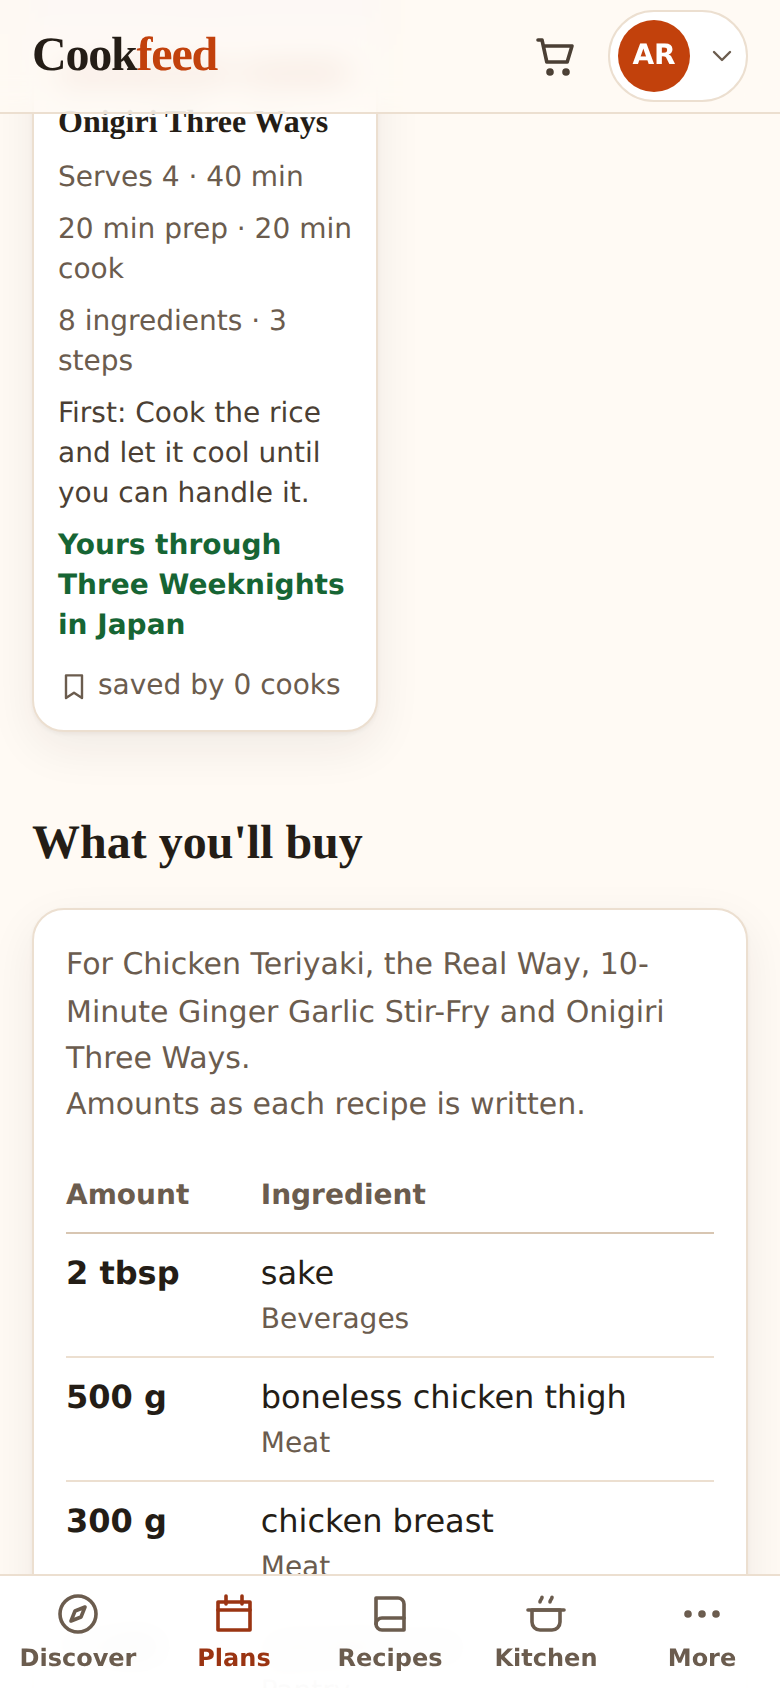 Cookfeed
AR
Onigiri Three Ways
Serves 4 · 40 min
20 min prep · 20 min
cook
8 ingredients · 3
steps
First: Cook the rice
and let it cool until
you can handle it.
Yours through
Three Weeknights
in Japan
saved by 0 cooks
What you'll buy
For Chicken Teriyaki, the Real Way, 10-
Minute Ginger Garlic Stir-Fry and Onigiri
Three Ways.
Amounts as each recipe is written.
Amount Ingredient
2 tbsp sake
Beverages
500 g boneless chicken thigh
Meat
300 g chicken breast
Meat
Discover Plans Recipes Kitchen More